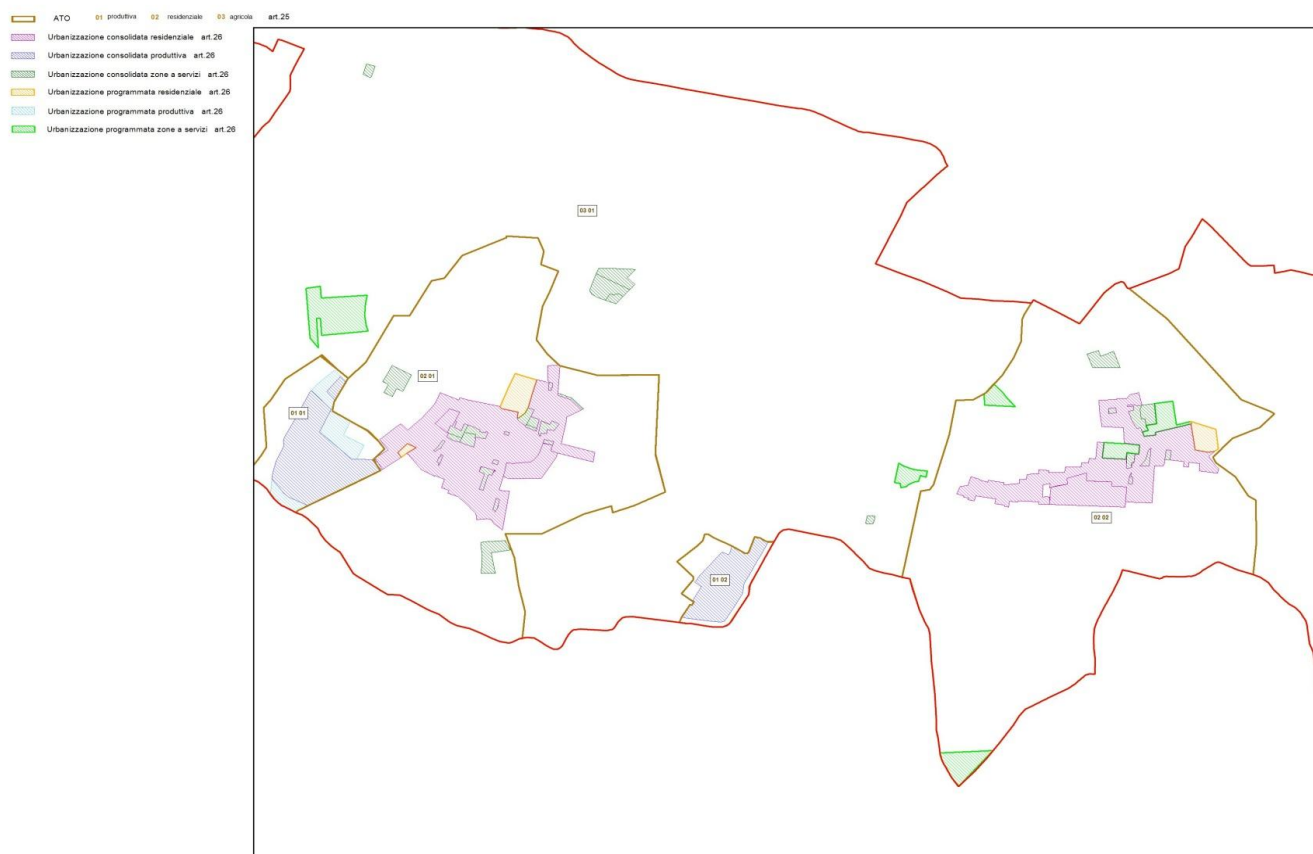 ATO 01 produttiva 02 residenziale 03 agricola art.25
Urbanizzazione consolidata residenziale art.26
Urbanizzazione consolidata produttiva art.26
Urbanizzazione consolidata zone a servizi art.26
Urbanizzazione programmata residenziale art.26
Urbanizzazione programmata produttiva art.26
Urbanizzazione programmata zone a servizi art.26
03 01
02 01
01 01
02 02
01 02